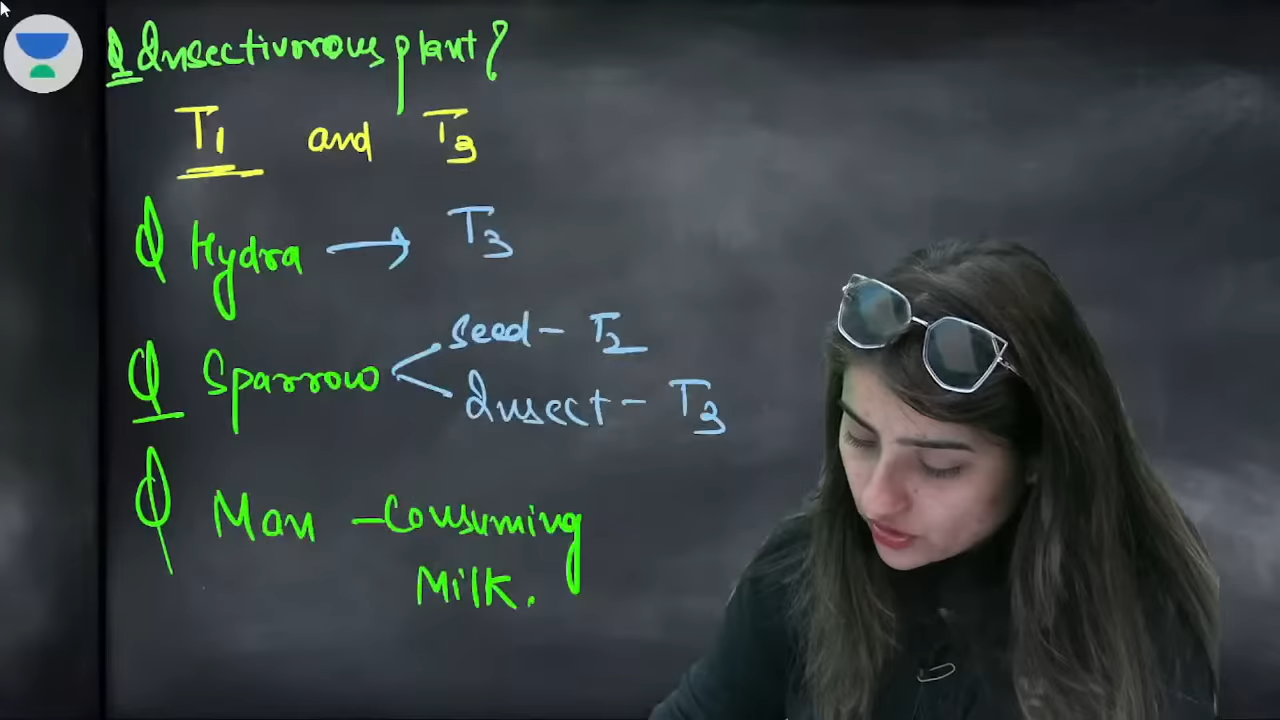 Q Insectivorous plant?
T1 and T3
Q Hydra → T3
Q Sparrow
seed - T2
Insect - T3
Q Man - Consuming
Milk.